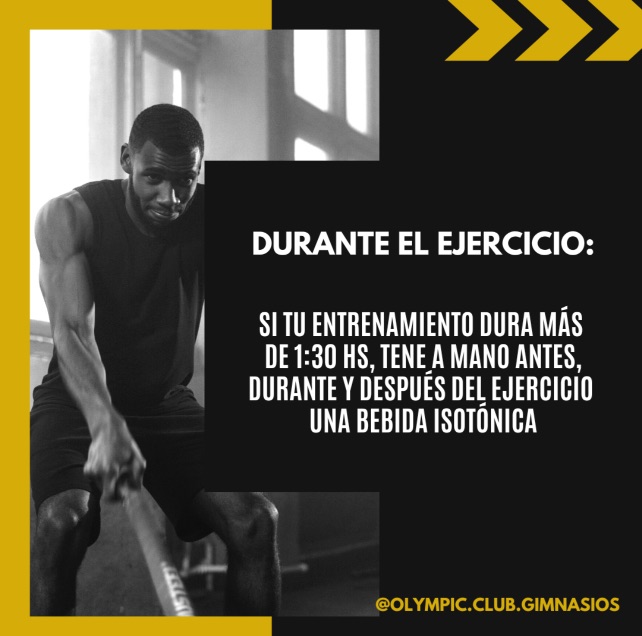 DURANTE EL EJERCICIO:
SI TU ENTRENAMIENTO DURA MÁS
DE 1:30 HS, TENE A MANO ANTES,
DURANTE Y DESPUÉS DEL EJERCICIO
UNA BEBIDA ISOTÓNICA
@OLYMPIC.CLUB.GIMNASIOS